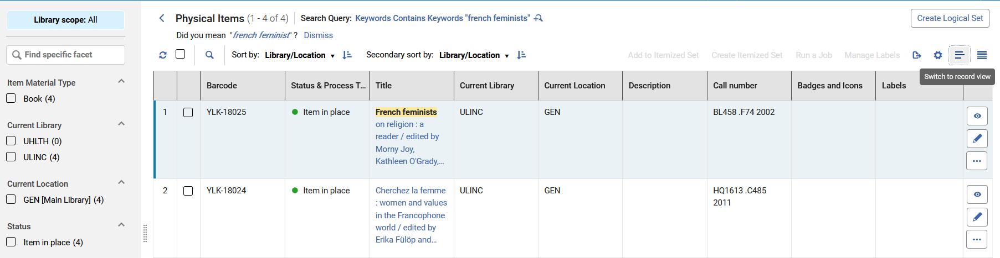 Library scope: All
Find specific facet
Item Material Type
Book (4)
Current Library
UHLTH (0)
ULINC (4)
Current Location
GEN [Main Library] (4)
Status
Item in place (4)
Physical Items (1 - 4 of 4) Search Query: Keywords Contains Keywords "french feminists"
Create Logical Set
Did you mean "french feminist" ? Dismiss
Sort by: Library/Location Secondary sort by: Library/Location Add to Itemized Set Create Itemized Set Run a Job Manage Labels
Switch to record view
Barcode Status & Process T... Title Current Library Current Location Description Call number Badges and Icons Labels
1 YLK-18025 Item in place French feminists ULINC GEN BL458 .F74 2002
on religion : a
reader / edited by
Morny Joy,
Kathleen O'Grady,...
2 YLK-18024 Item in place Cherchez la femme ULINC GEN HQ1613 .C485
: women and values 2011
in the Francophone
world / edited by
Erika Fülöp and...